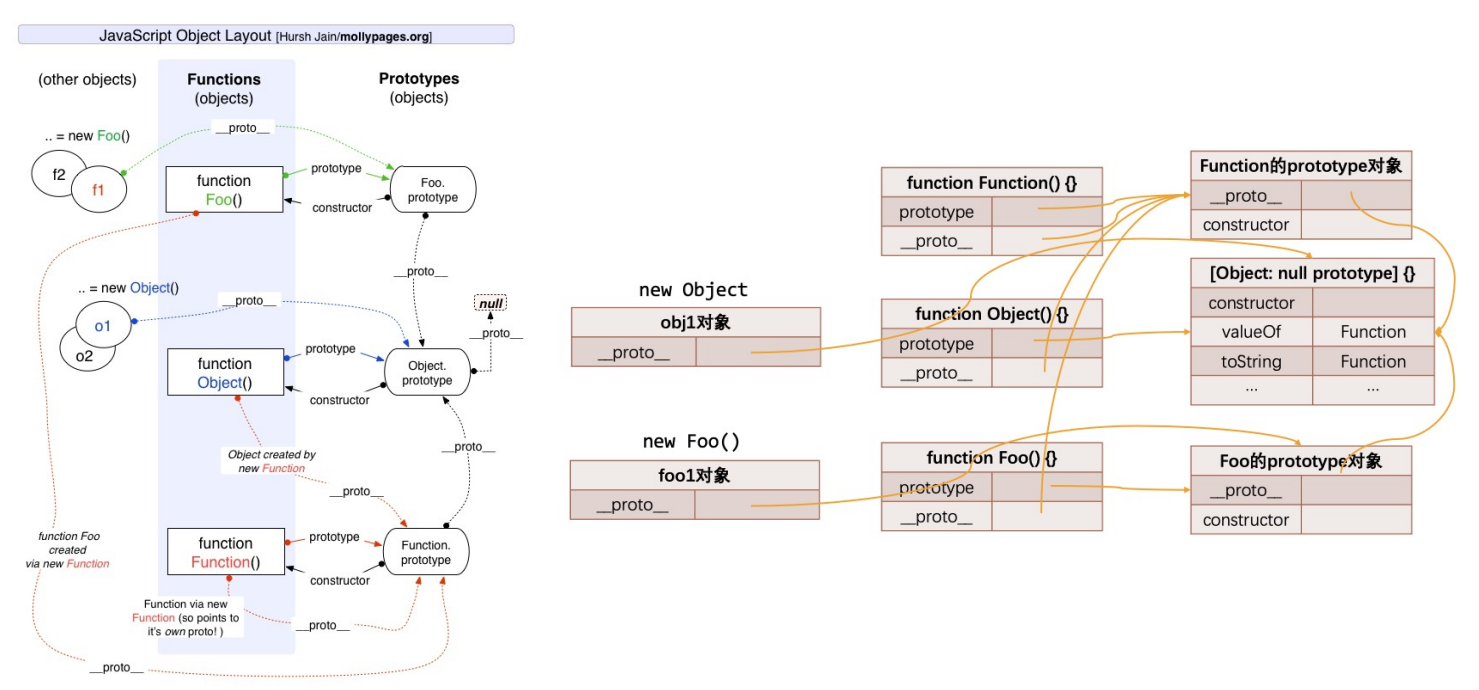 JavaScript Object Layout [Hursh Jain/mollypages.org]
(other objects)
Functions
(objects)
Prototypes
(objects)
.. = new Foo()
__proto__
f2
f1
function
Foo()
prototype
constructor
Foo.
prototype
__proto__
.. = new Object()
__proto__
null
__proto__
o1
o2
function
Object()
prototype
constructor
Object.
prototype
Object created by
new Function
__proto__
__proto__
function Foo
created
via new Function
function
Function()
prototype
constructor
Function.
prototype
Function via new
Function (so points to
it's own proto! )
__proto__
__proto__
new Object
obj1对象
__proto__
new Foo()
foo1对象
__proto__
function Function() {}
prototype
__proto__
function Object() {}
prototype
__proto__
function Foo() {}
prototype
__proto__
Function的prototype对象
__proto__
constructor
[Object: null prototype] {}
constructor
valueOf Function
toString Function
... ...
Foo的prototype对象
__proto__
constructor